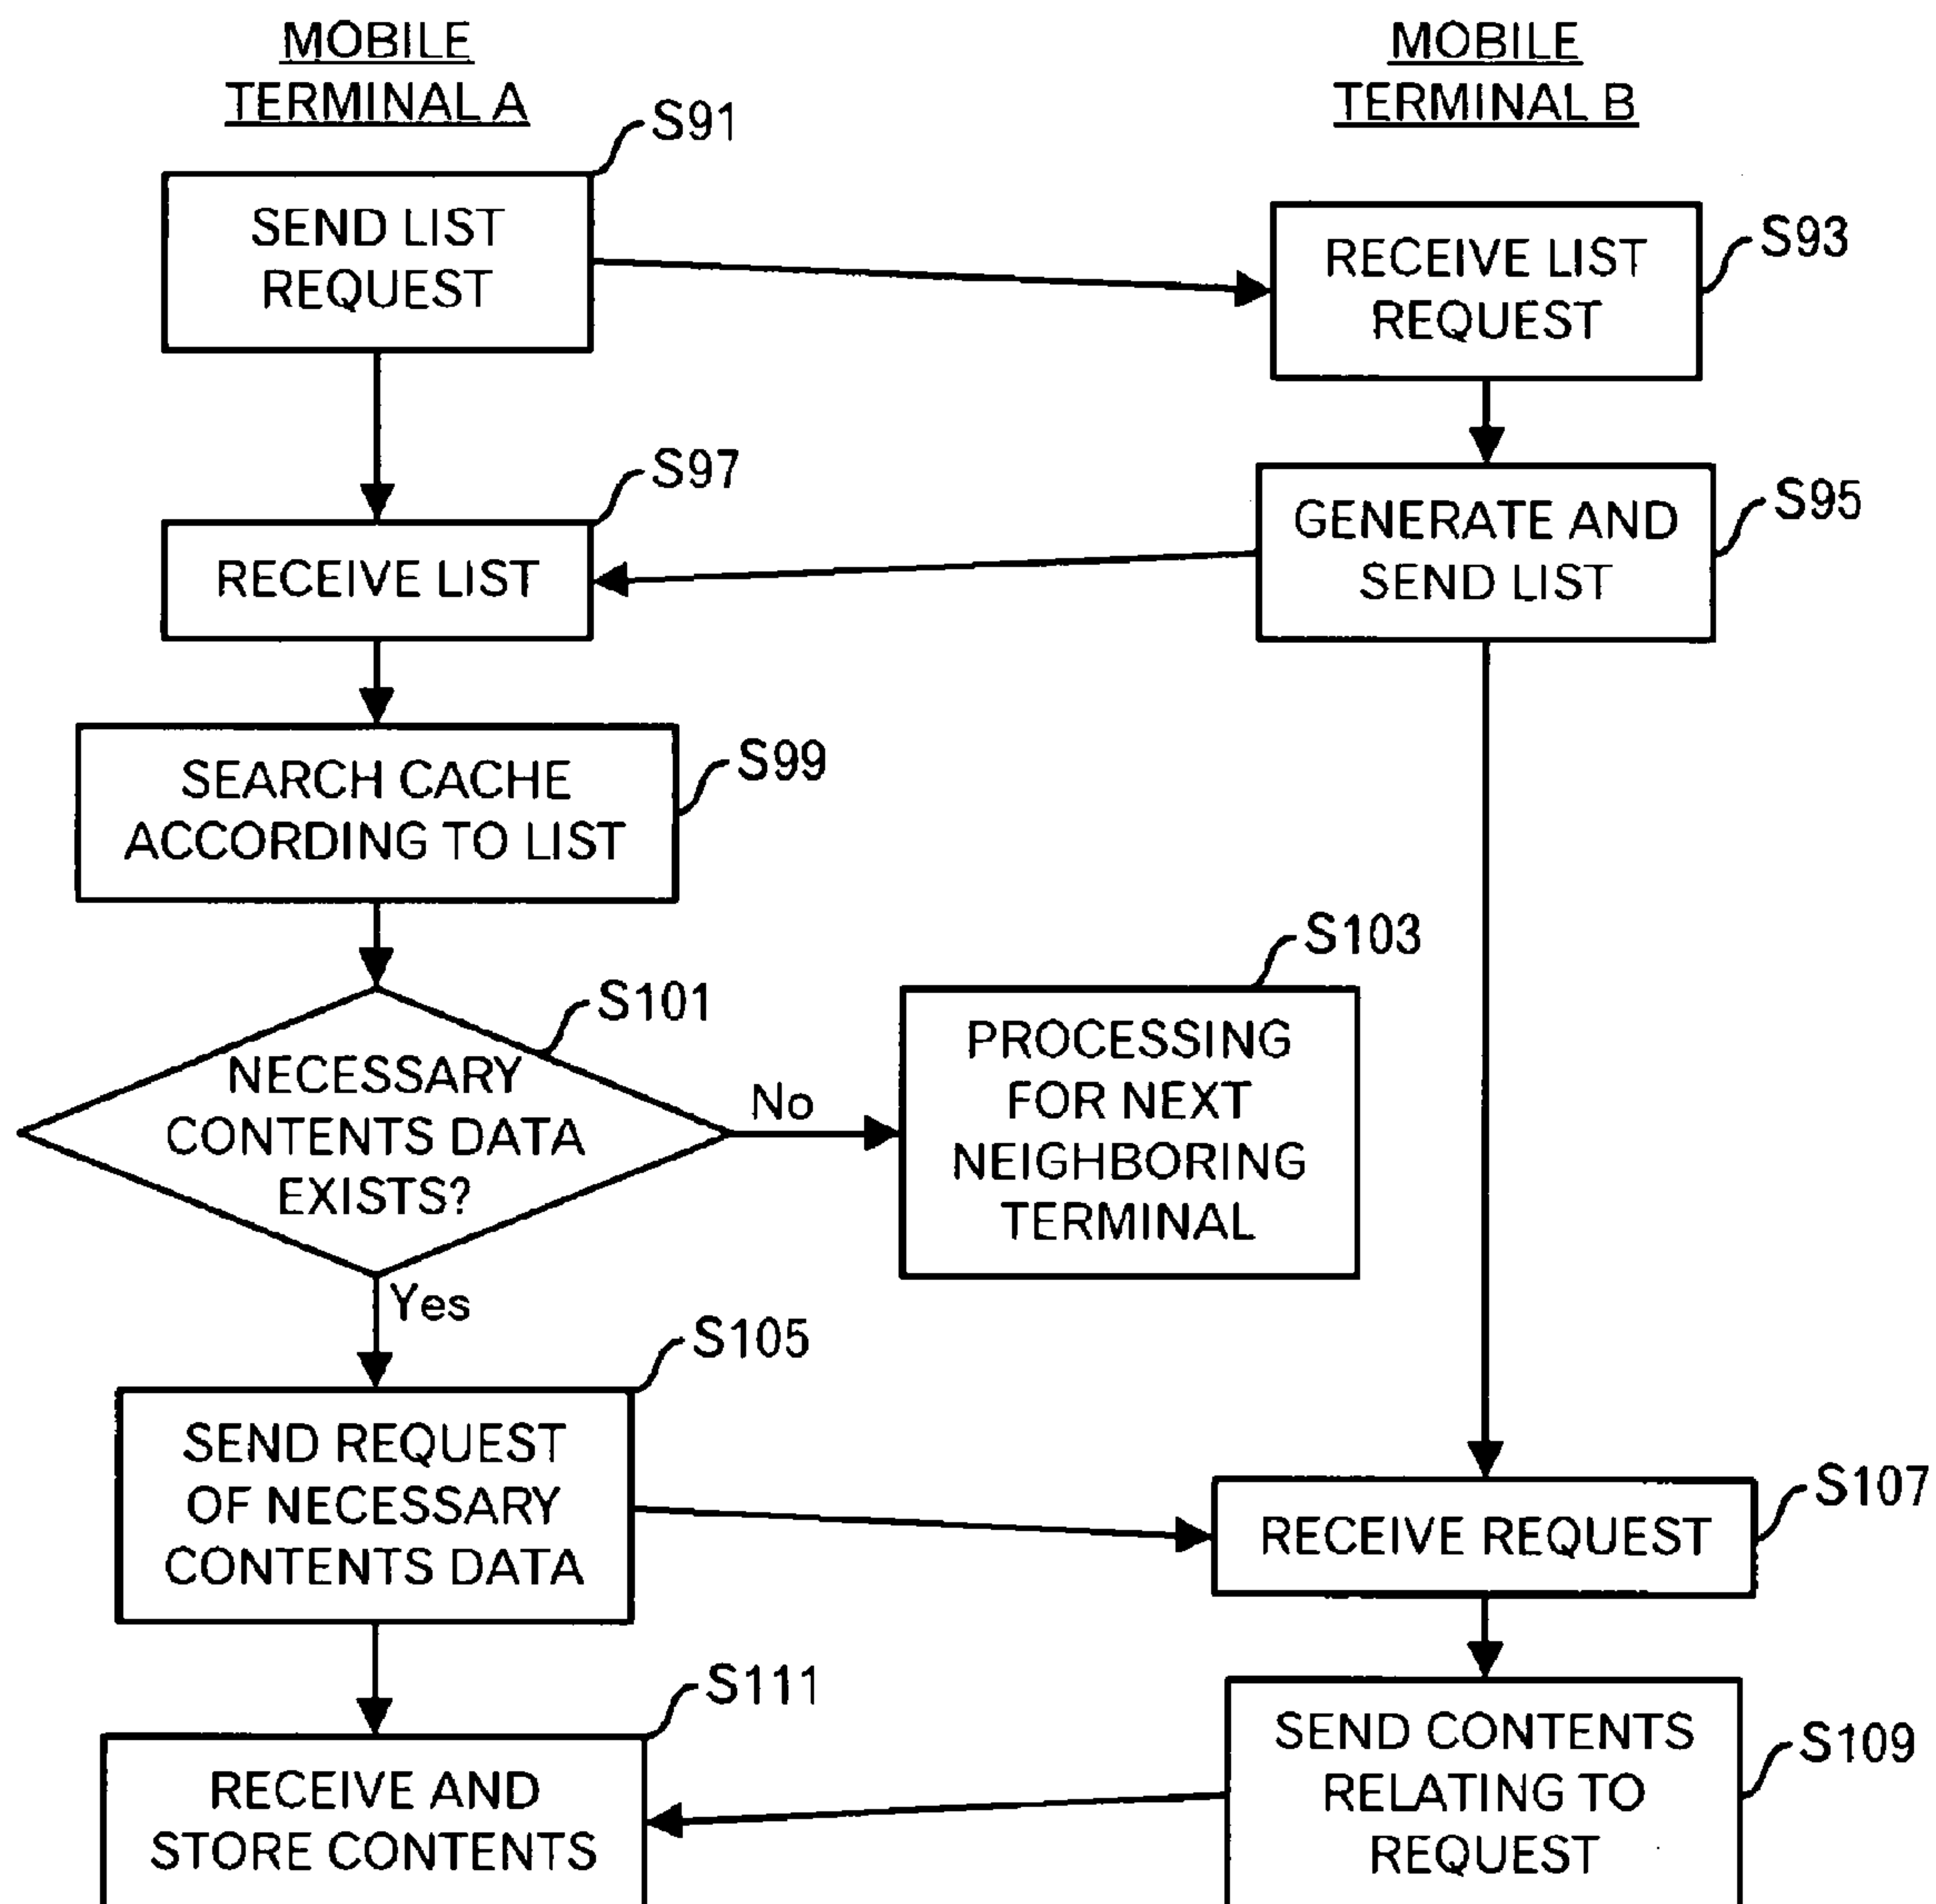 MOBILE
TERMINAL A
MOBILE
TERMINAL B
S91
SEND LIST
REQUEST
S93
RECEIVE LIST
REQUEST
S97
RECEIVE LIST
S95
GENERATE AND
SEND LIST
S99
SEARCH CACHE
ACCORDING TO LIST
S101
NECESSARY
CONTENTS DATA
EXISTS?
No
S103
PROCESSING
FOR NEXT
NEIGHBORING
TERMINAL
Yes
S105
SEND REQUEST
OF NECESSARY
CONTENTS DATA
S107
RECEIVE REQUEST
S111
RECEIVE AND
STORE CONTENTS
S109
SEND CONTENTS
RELATING TO
REQUEST